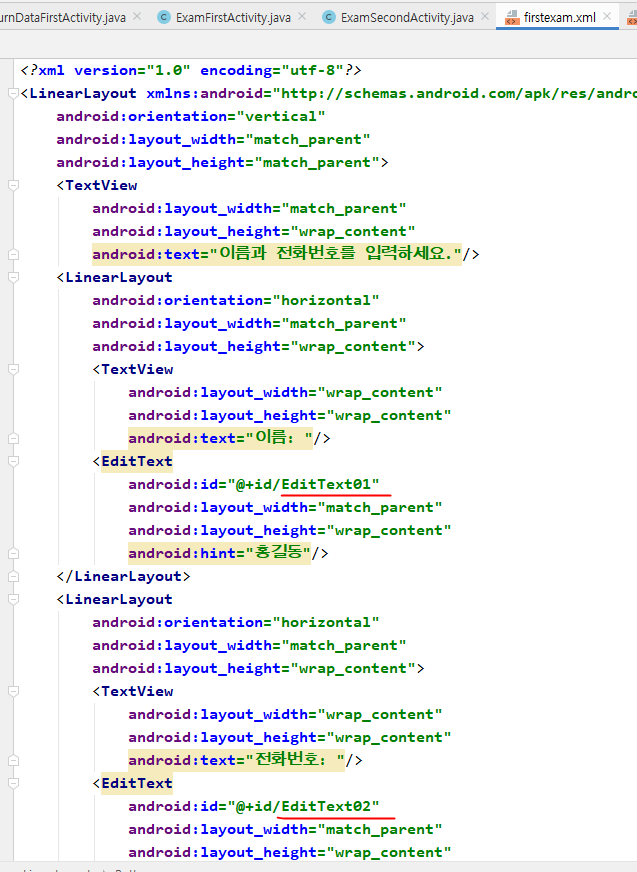 urnDataFirstActivity.java ExamFirstActivity.java ExamSecondActivity.java firstexam.xml
<?xml version="1.0" encoding="utf-8"?>
<LinearLayout xmlns:android="http://schemas.android.com/apk/res/andro
android:orientation="vertical"
android:layout_width="match_parent"
android:layout_height="match_parent">
<TextView
android:layout_width="match_parent"
android:layout_height="wrap_content"
android:text="이름과 전화번호를 입력하세요."/>
<LinearLayout
android:orientation="horizontal"
android:layout_width="match_parent"
android:layout_height="wrap_content">
<TextView
android:layout_width="wrap_content"
android:layout_height="wrap_content"
android:text="이름: "/>
<EditText
android:id="@+id/EditText01"
android:layout_width="match_parent"
android:layout_height="wrap_content"
android:hint="홍길동"/>
</LinearLayout>
<LinearLayout
android:orientation="horizontal"
android:layout_width="match_parent"
android:layout_height="wrap_content">
<TextView
android:layout_width="wrap_content"
android:layout_height="wrap_content"
android:text="전화번호: "/>
<EditText
android:id="@+id/EditText02"
android:layout_width="match_parent"
android:layout_height="wrap_content"